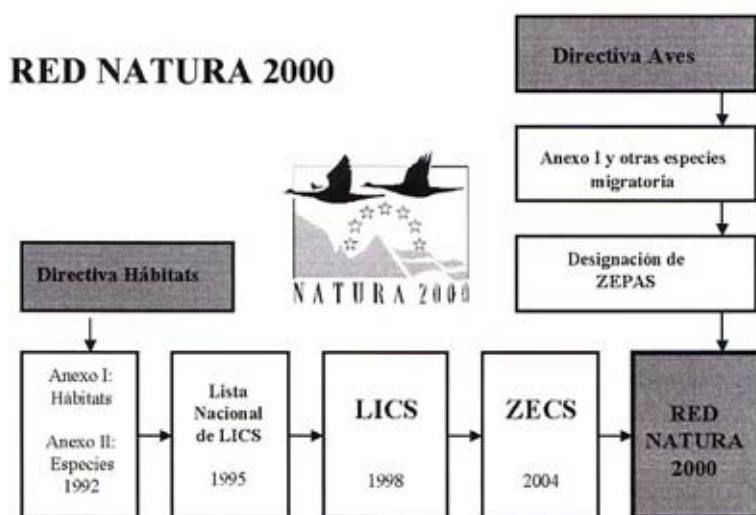 RED NATURA 2000
Directiva Aves
Anexo I y otras especies
migratoria
Designación de
ZEPAS
NATURA 2000
Directiva Hábitats
Anexo I:
Hábitats
Anexo II:
Especies
1992
Lista
Nacional
de LICS
1995
LICS
1998
ZECS
2004
RED
NATURA
2000